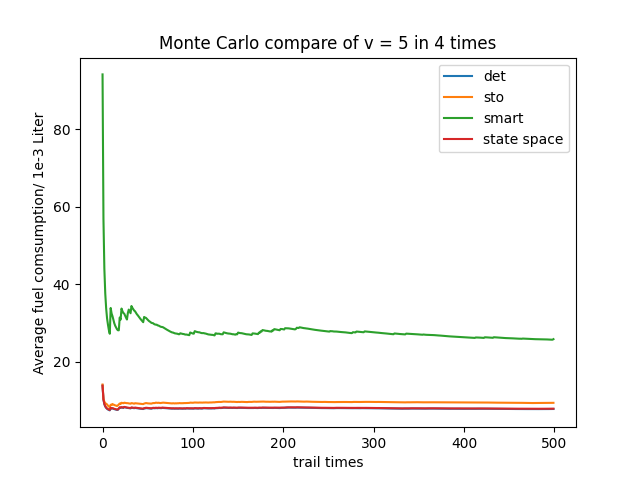 Monte Carlo compare of v = 5 in 4 times
det
sto
smart
state space
Average fuel comsumption/ 1e-3 Liter
80
60
40
20
0
100
200
300
400
500
trail times